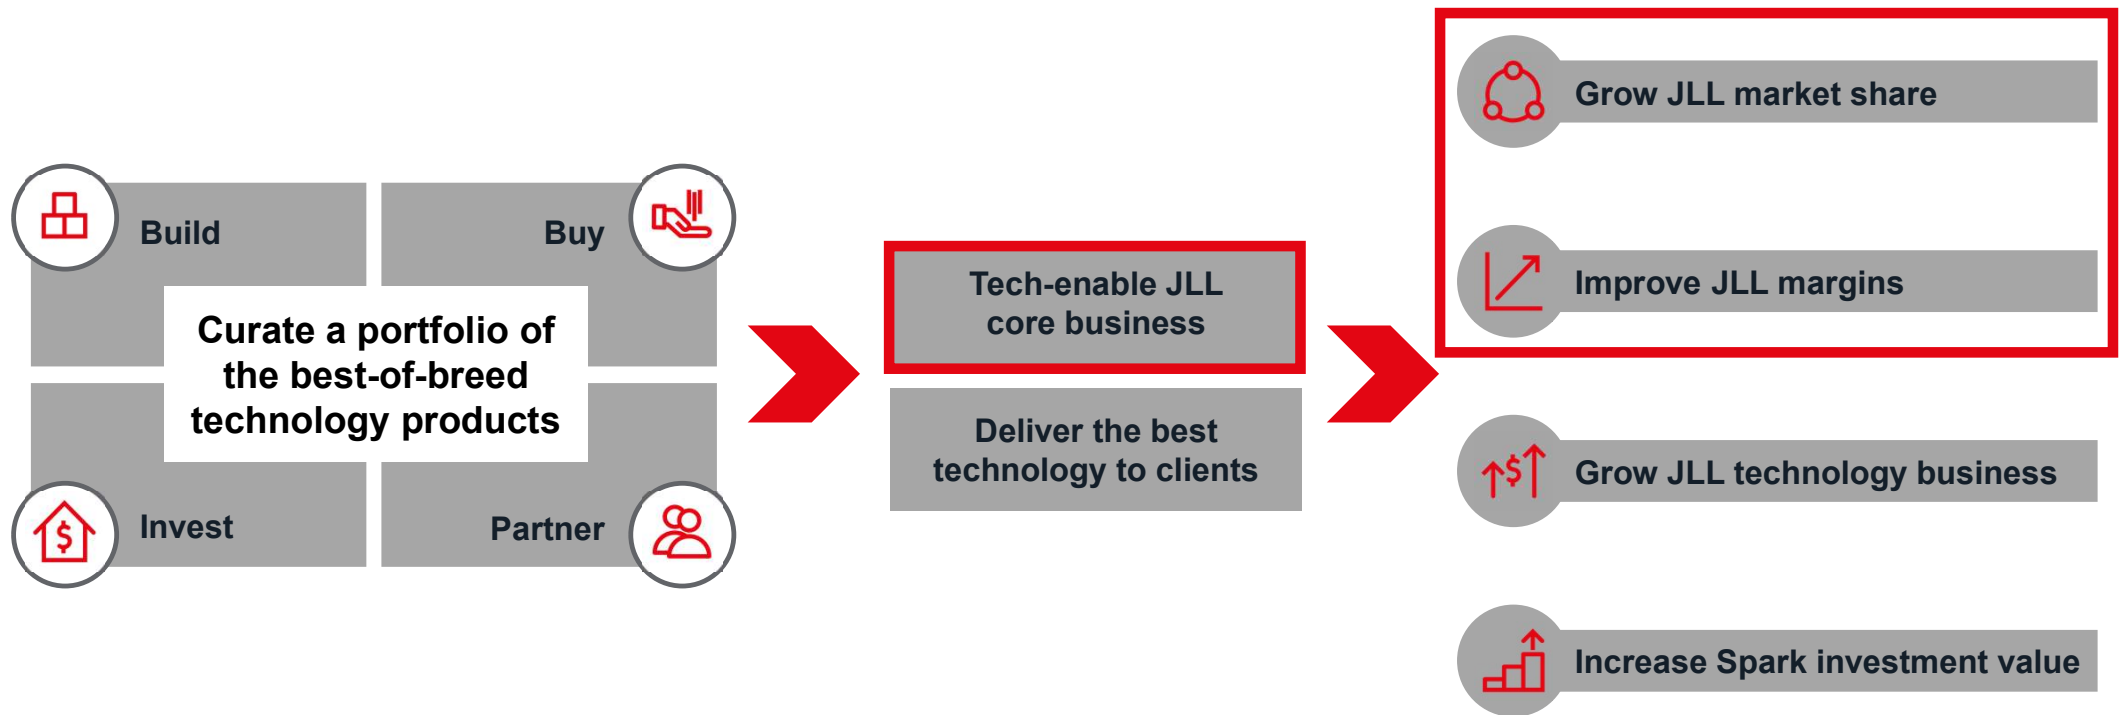 Build
Buy
Curate a portfolio of
the best-of-breed
technology products
Invest
Partner
Tech-enable JLL
core business
Deliver the best
technology to clients
Grow JLL market share
Improve JLL margins
Grow JLL technology business
Increase Spark investment value